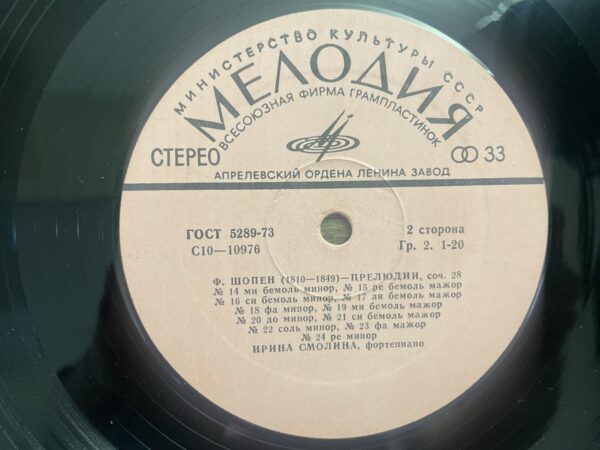 МИНИСТЕРСТВО КУЛЬТУРЫ СССР
МЕЛОДИЯ
ВСЕСОЮЗНАЯ ФИРМА ГРАМПЛАСТИНОК
СТЕРЕО
33
АПРЕЛЕВСКИЙ ОРДЕНА ЛЕНИНА ЗАВОД
ГОСТ 5289-73
2 сторона
С10—10976
Гр. 2. 1-20
Ф. ШОПЕН (1810—1849)—ПРЕЛЮДИИ, соч. 28
№ 14 ми бемоль минор, № 15 ре бемоль мажор
№ 16 си бемоль минор, № 17 ля бемоль мажор
№ 18 фа минор, № 19 ми бемоль мажор
№ 20 до минор, № 21 си бемоль мажор
№ 22 соль минор, № 23 фа мажор
№ 24 ре минор
ИРИНА СМОЛИНА, фортепиано